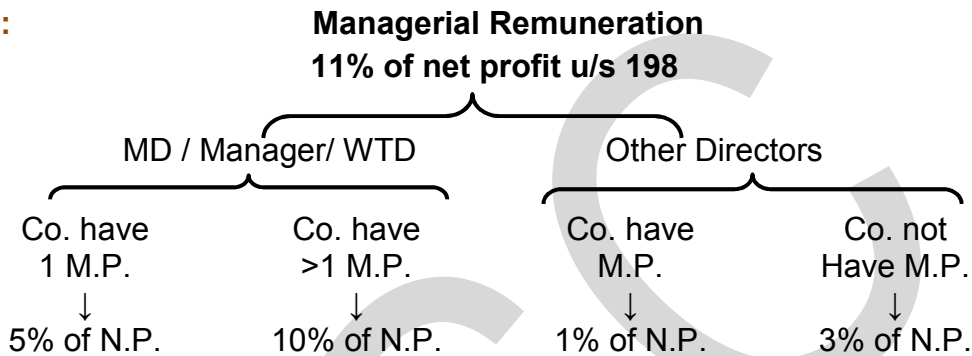 : Managerial Remuneration
11% of net profit u/s 198
MD / Manager/ WTD Other Directors
Co. have Co. have Co. have Co. not
1 M.P. >1 M.P. M.P. Have M.P.
↓ ↓ ↓ ↓
5% of N.P. 10% of N.P. 1% of N.P. 3% of N.P.